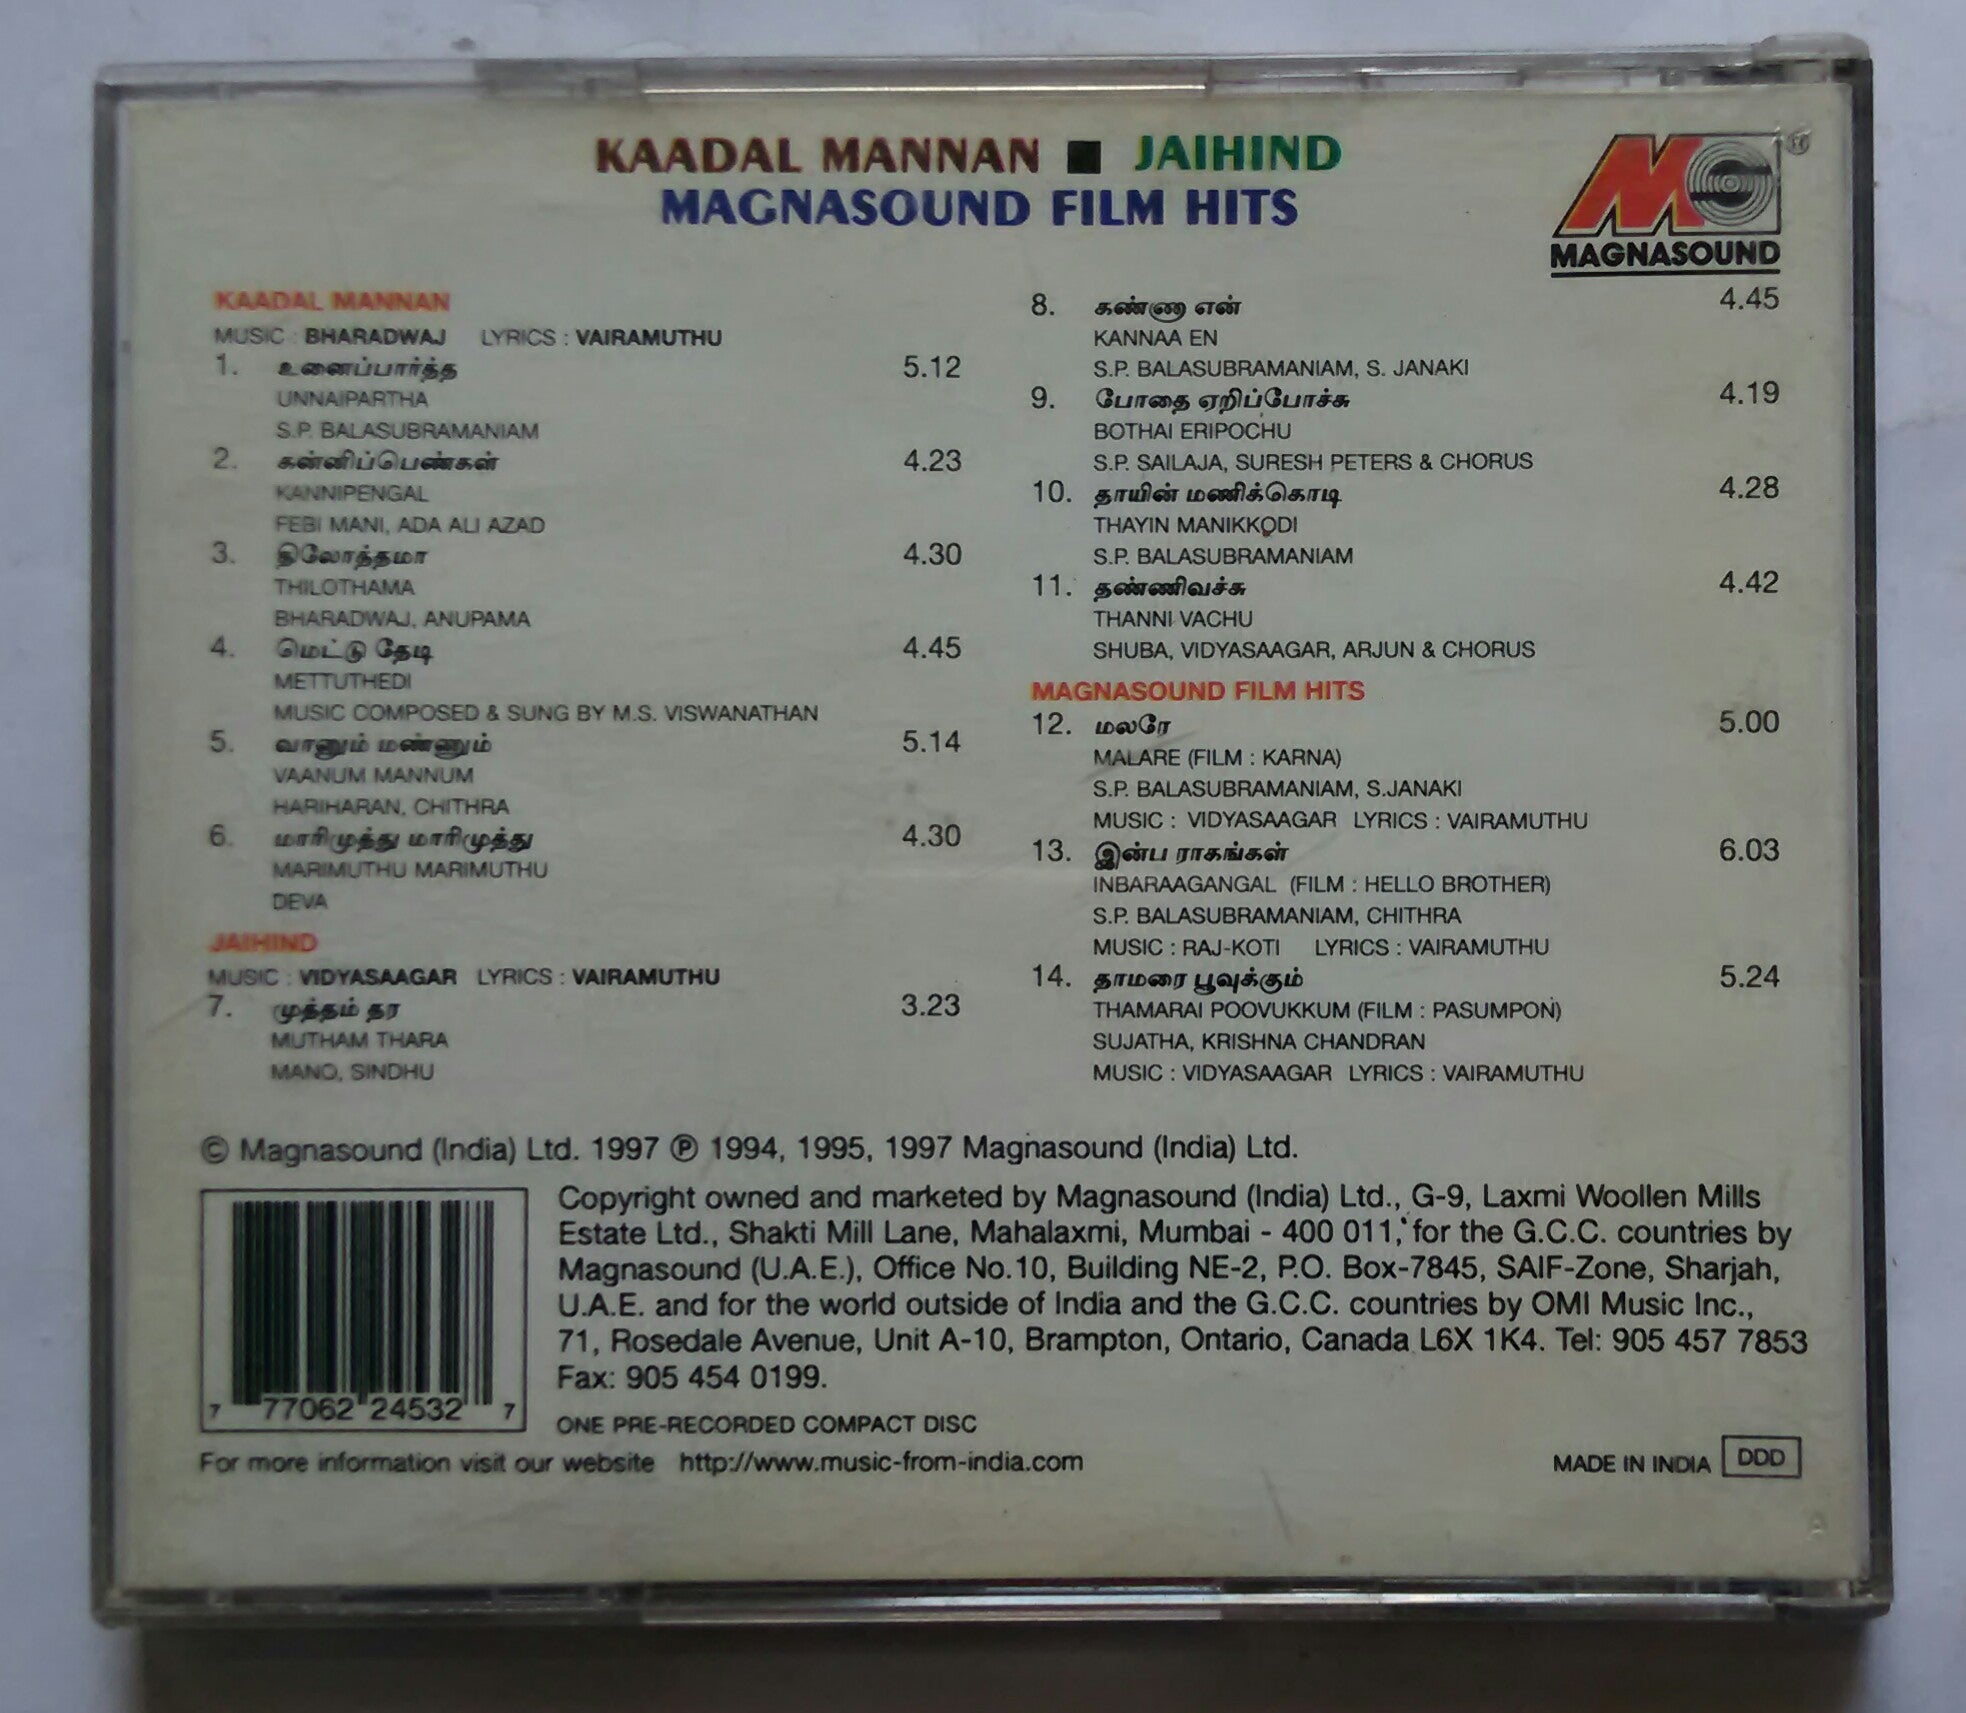 KAADAL MANNAN ■ JAIHIND
MAGNASOUND FILM HITS
MAGNASOUND
KAADAL MANNAN
MUSIC : BHARADWAJ LYRICS : VAIRAMUTHU
1. உனைப்பார்த்த 5.12
UNNAIPARTHA
S.P. BALASUBRAMANIAM
2. கன்னிப்பெண்கள் 4.23
KANNIPENGAL
FEBI MANI, ADA ALI AZAD
3. திலோத்தமா 4.30
THILOTHAMA
BHARADWAJ, ANUPAMA
4. மெட்டு தேடி 4.45
METTUTHEDI
MUSIC COMPOSED & SUNG BY M.S. VISWANATHAN
5. வானும் மண்ணும் 5.14
VAANUM MANNUM
HARIHARAN, CHITHRA
6. மாரிமுத்து மாரிமுத்து 4.30
MARIMUTHU MARIMUTHU
DEVA
JAIHIND
MUSIC : VIDYASAAGAR LYRICS : VAIRAMUTHU
7. முத்தம் தர 3.23
MUTHAM THARA
MANO, SINDHU
8. கண்ணா என் 4.45
KANNAA EN
S.P. BALASUBRAMANIAM, S. JANAKI
9. போதை ஏறிப்போச்சு 4.19
BOTHAI ERIPOCHU
S.P. SAILAJA, SURESH PETERS & CHORUS
10. தாயின் மணிக்கொடி 4.28
THAYIN MANIKKODI
S.P. BALASUBRAMANIAM
11. தண்ணிவச்சு 4.42
THANNI VACHU
SHUBA, VIDYASAAGAR, ARJUN & CHORUS
MAGNASOUND FILM HITS
12. மலரே 5.00
MALARE (FILM : KARNA)
S.P. BALASUBRAMANIAM, S.JANAKI
MUSIC : VIDYASAAGAR LYRICS : VAIRAMUTHU
13. இன்ப ராகங்கள் 6.03
INBARAAGANGAL (FILM : HELLO BROTHER)
S.P. BALASUBRAMANIAM, CHITHRA
MUSIC : RAJ-KOTI LYRICS : VAIRAMUTHU
14. தாமரை பூவுக்கும் 5.24
THAMARAI POOVUKKUM (FILM : PASUMPON)
SUJATHA, KRISHNA CHANDRAN
MUSIC : VIDYASAAGAR LYRICS : VAIRAMUTHU
© Magnasound (India) Ltd. 1997 ℗ 1994, 1995, 1997 Magnasound (India) Ltd.
Copyright owned and marketed by Magnasound (India) Ltd., G-9, Laxmi Woollen Mills
Estate Ltd., Shakti Mill Lane, Mahalaxmi, Mumbai - 400 011, for the G.C.C. countries by
Magnasound (U.A.E.), Office No.10, Building NE-2, P.O. Box-7845, SAIF-Zone, Sharjah,
U.A.E. and for the world outside of India and the G.C.C. countries by OMI Music Inc.,
71, Rosedale Avenue, Unit A-10, Brampton, Ontario, Canada L6X 1K4. Tel: 905 457 7853
Fax: 905 454 0199.
7 77062 24532 7
ONE PRE-RECORDED COMPACT DISC
For more information visit our website http://www.music-from-india.com
MADE IN INDIA DDD